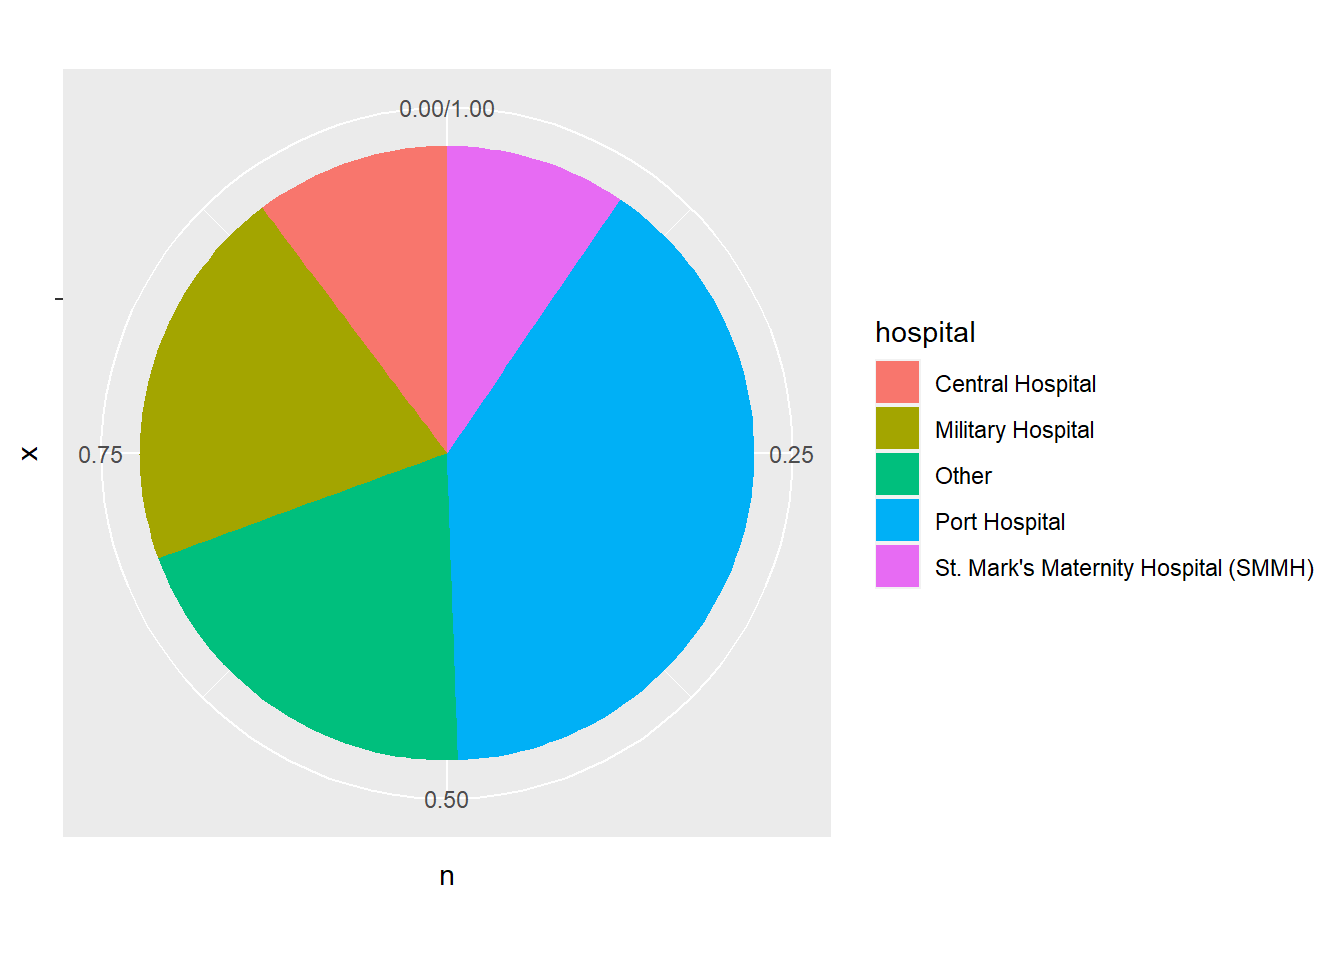 0.00/1.00
0.75
0.25
0.50
x
n
hospital
Central Hospital
Military Hospital
Other
Port Hospital
St. Mark's Maternity Hospital (SMMH)